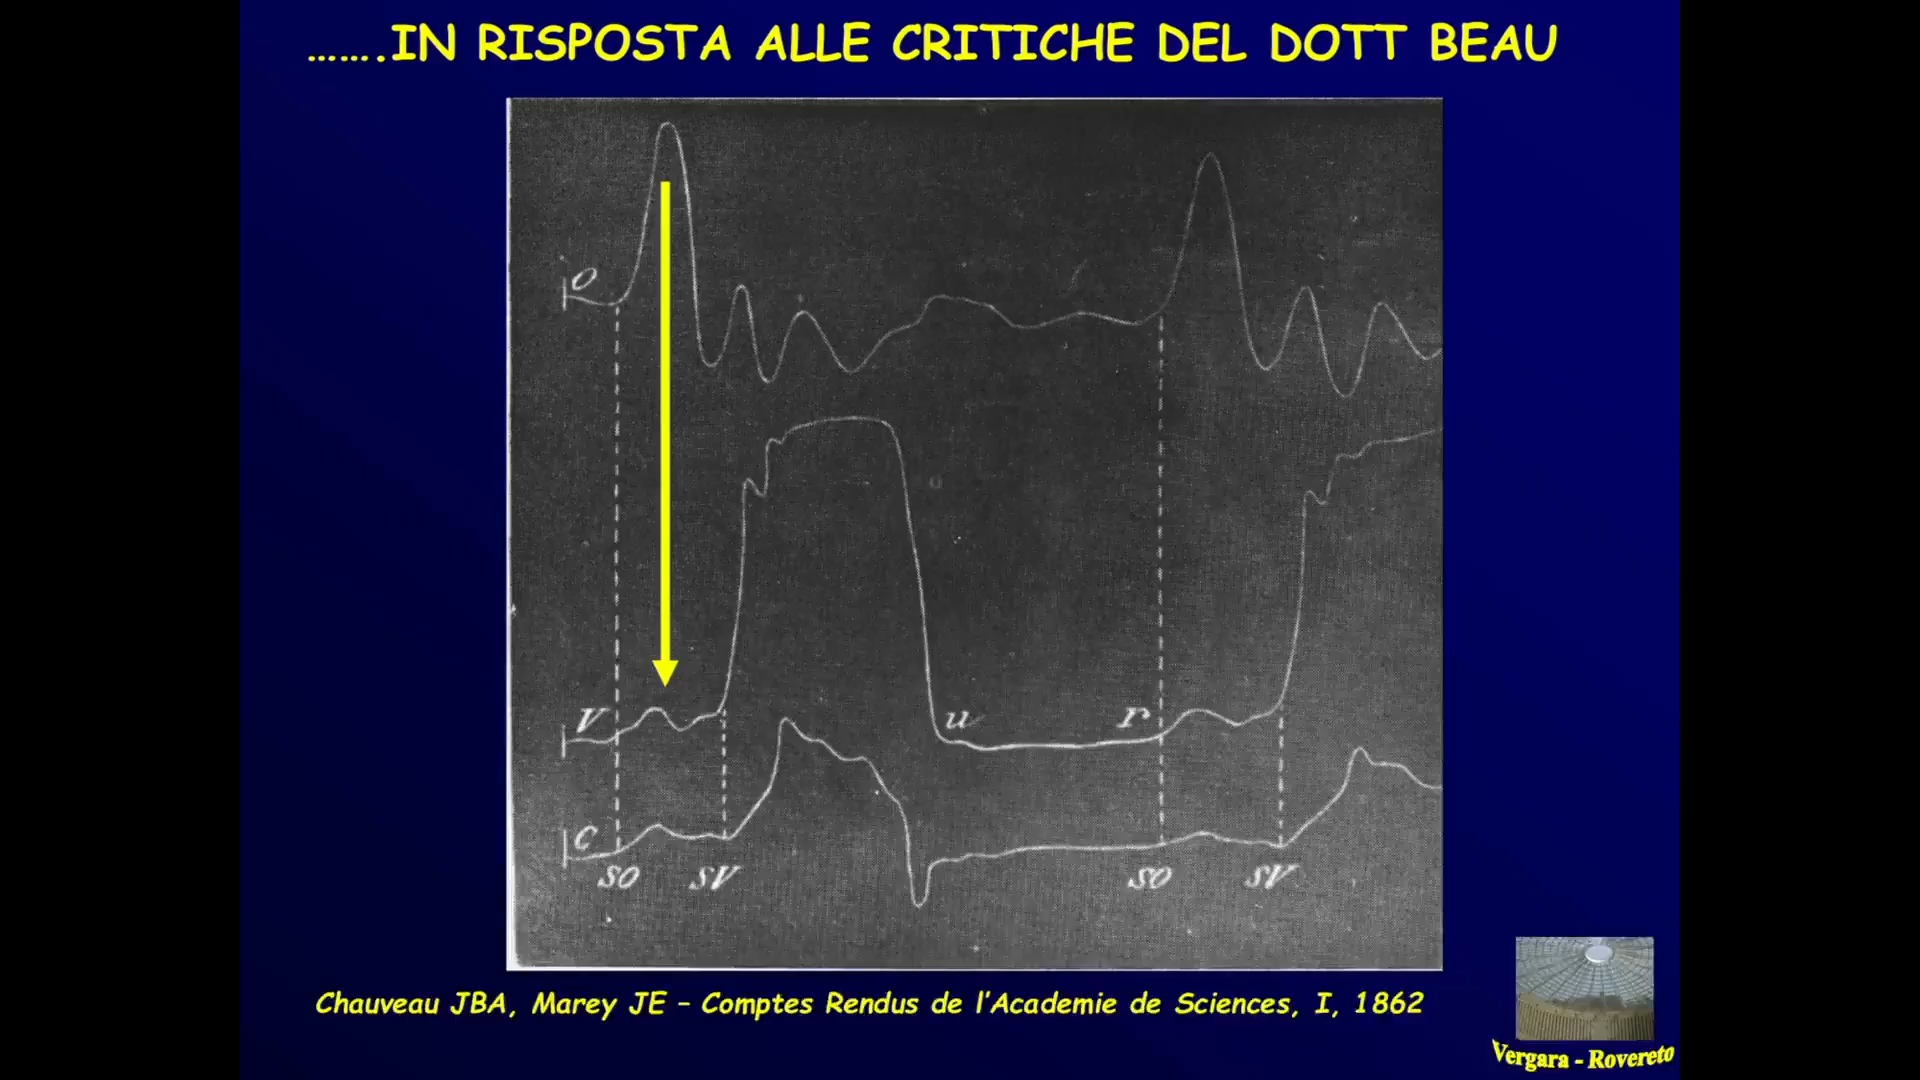 …….IN RISPOSTA ALLE CRITICHE DEL DOTT BEAU
O
V
u
r
C
SO
SV
SO
SV
Chauveau JBA, Marey JE – Comptes Rendus de l’Academie de Sciences, I, 1862
Vergara - Rovereto